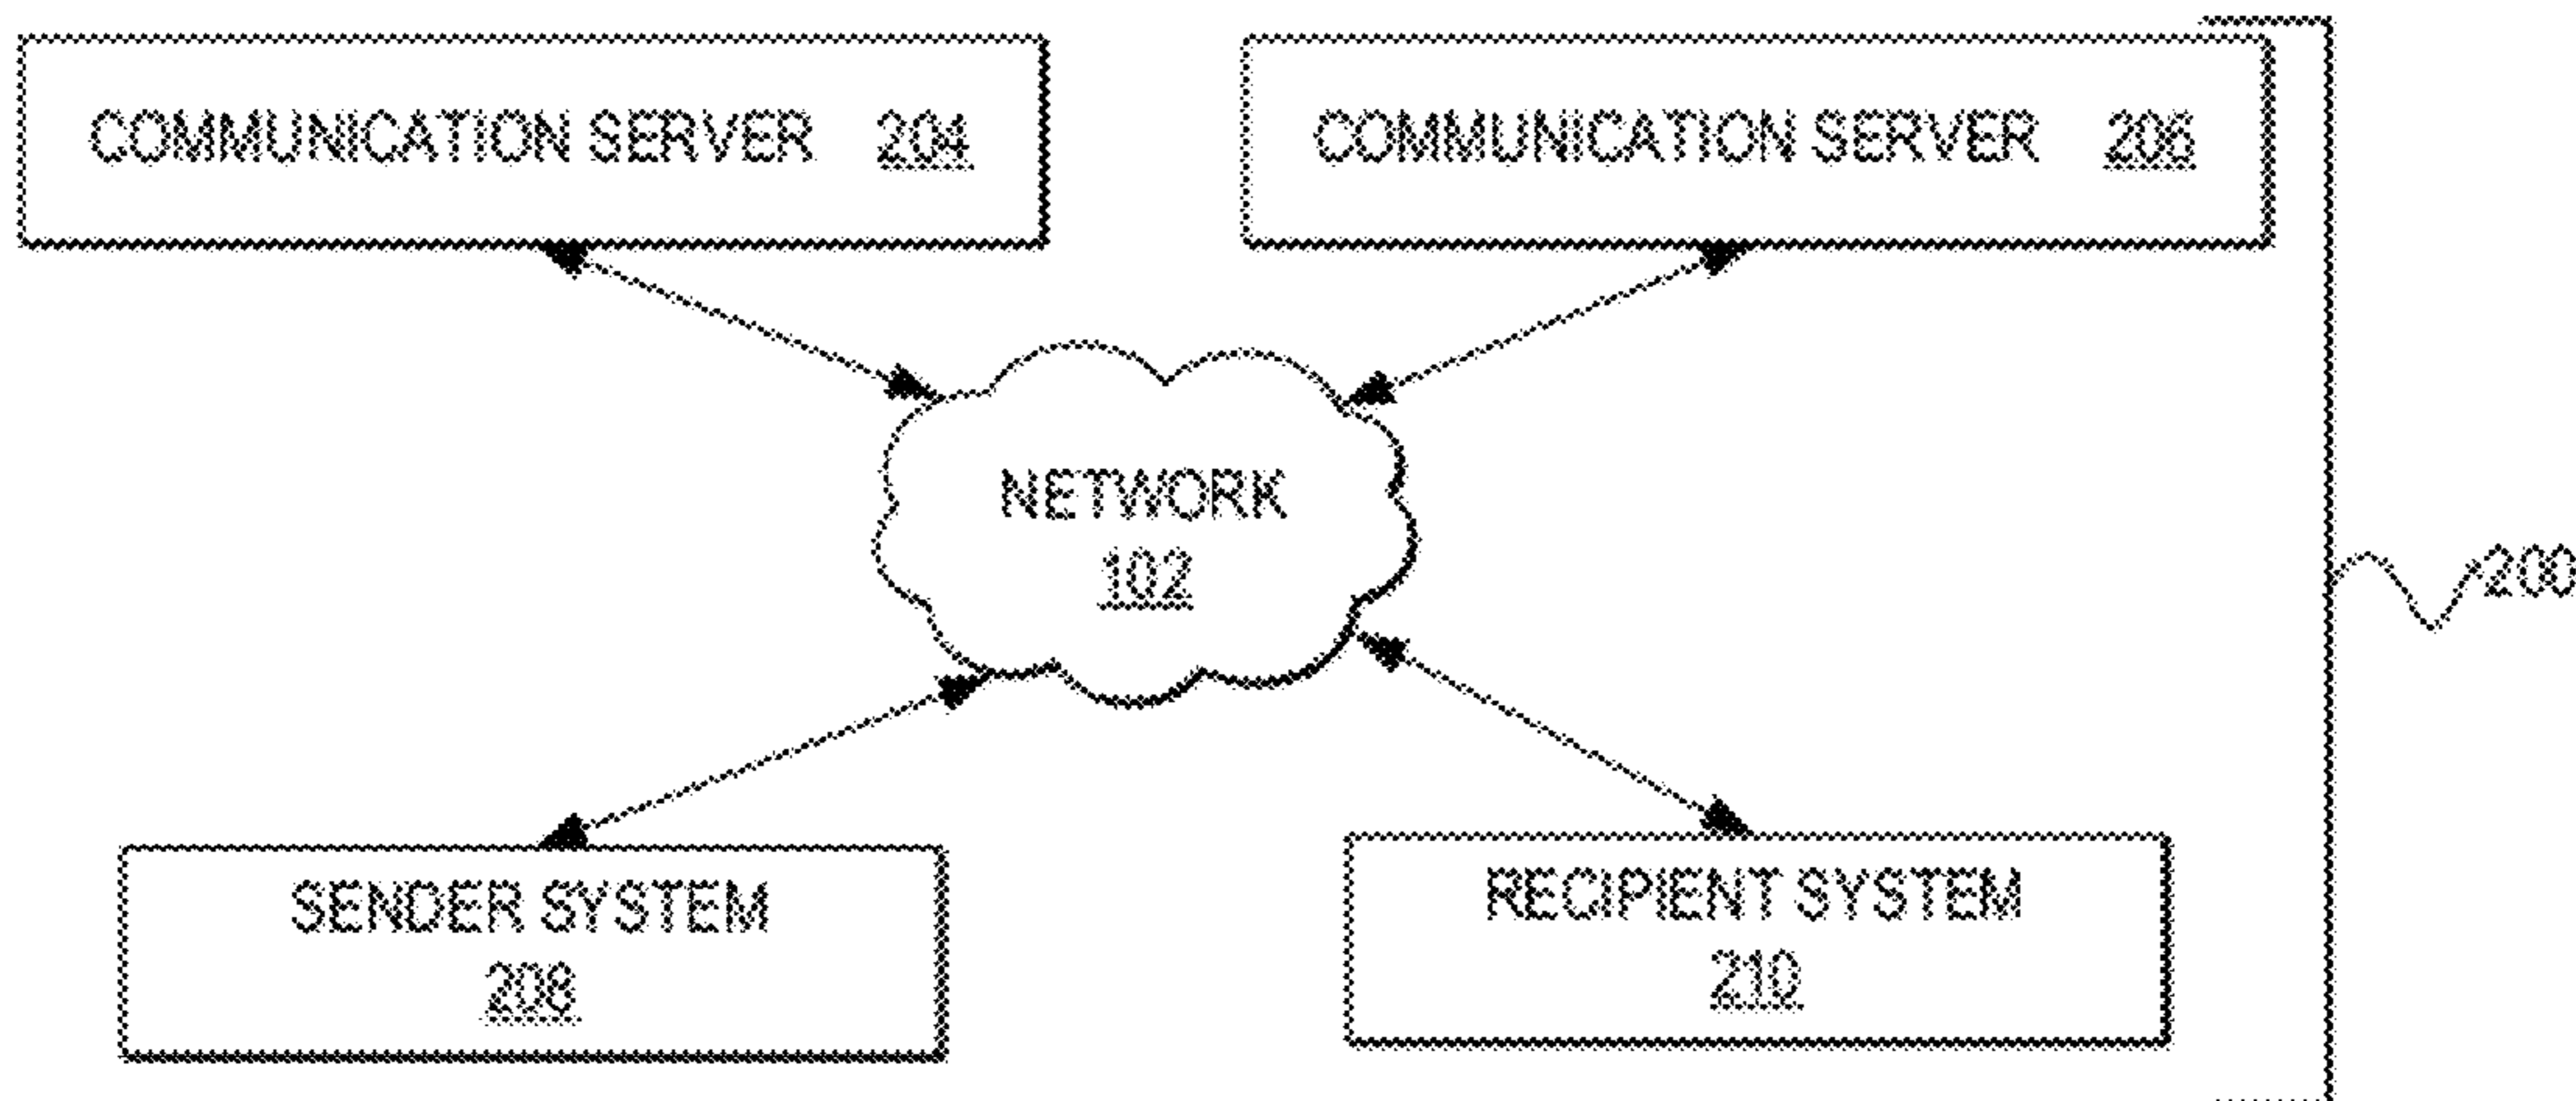 COMMUNICATION SERVER 204
COMMUNICATION SERVER 206
NETWORK
102
200
SENDER SYSTEM
208
RECIPIENT SYSTEM
210